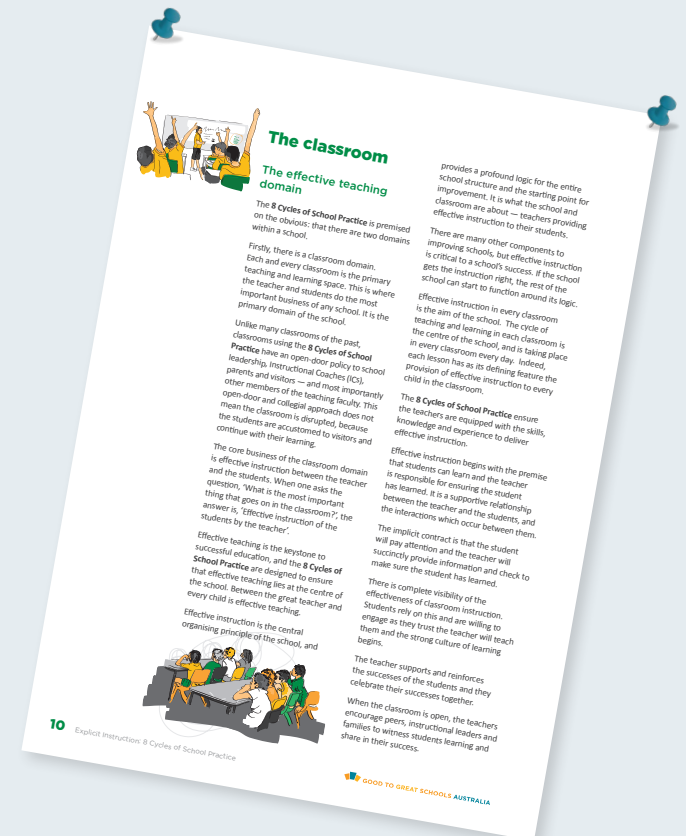 The classroom
The effective teaching
domain
The 8 Cycles of School Practice is premised
on the obvious: that there are two domains
within a school.
Firstly, there is a classroom domain.
Each and every classroom is the primary
teaching and learning space. This is where
the teacher and students do the most
important business of any school. It is the
primary domain of the school.
Unlike many classrooms of the past,
classrooms using the 8 Cycles of School
Practice have an open-door policy to school
leadership, Instructional Coaches (ICs),
parents and visitors — and most importantly
other members of the teaching faculty. This
open-door and collegial approach does not
mean the classroom is disrupted, because
the students are accustomed to visitors and
continue with their learning.
The core business of the classroom domain
is effective instruction between the teacher
and the students. When one asks the
question, ‘What is the most important
thing that goes on in the classroom?’, the
answer is, ‘Effective instruction of the
students by the teacher’.
Effective teaching is the keystone to
successful education, and the 8 Cycles of
School Practice are designed to ensure
that effective teaching lies at the centre of
the school. Between the great teacher and
every child is effective teaching.
Effective instruction is the central
organising principle of the school, and
provides a profound logic for the entire
school structure and the starting point for
improvement. It is what the school and
classroom are about — teachers providing
effective instruction to their students.
There are many other components to
improving schools, but effective instruction
is critical to a school's success. If the school
gets the instruction right, the rest of the
school can start to function around its logic.
Effective instruction in every classroom
is the aim of the school. The cycle of
teaching and learning in each classroom is
the centre of the school, and is taking place
in every classroom every day. Indeed,
each lesson has as its defining feature the
provision of effective instruction to every
child in the classroom.
The 8 Cycles of School Practice ensure
the teachers are equipped with the skills,
knowledge and experience to deliver
effective instruction.
Effective instruction begins with the premise
that students can learn and the teacher
is responsible for ensuring the student
has learned. It is a supportive relationship
between the teacher and the students, and
the interactions which occur between them.
The implicit contract is that the student
will pay attention and the teacher will
succinctly provide information and check to
make sure the student has learned.
There is complete visibility of the
effectiveness of classroom instruction.
Students rely on this and are willing to
engage as they trust the teacher will teach
them and the strong culture of learning
begins.
The teacher supports and reinforces
the successes of the students and they
celebrate their successes together.
When the classroom is open, the teachers
encourage peers, instructional leaders and
families to witness students learning and
share in their success.
10 Explicit Instruction: 8 Cycles of School Practice
GOOD TO GREAT SCHOOLS AUSTRALIA